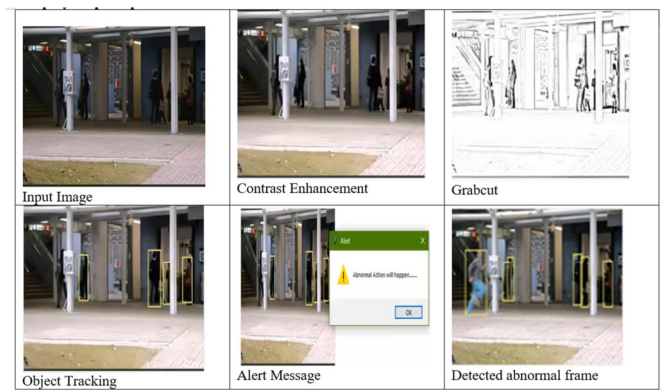 Input Image
Contrast Enhancement
Grabcut
Alert
X
Abnormal Action will happen......
OK
Object Tracking
Alert Message
Detected abnormal frame